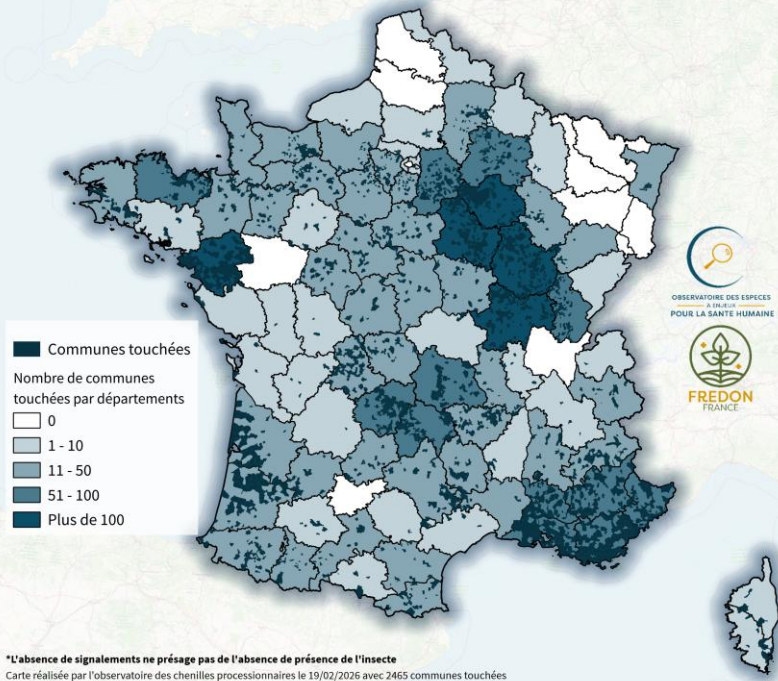 OBSERVATOIRE DES ESPECES
A ENJEUX
POUR LA SANTE HUMAINE
FREDON
FRANCE
Communes touchées
Nombre de communes
touchées par départements
0
1 - 10
11 - 50
51 - 100
Plus de 100
*L'absence de signalements ne présage pas de l'absence de présence de l'insecte
Carte réalisée par l'observatoire des chenilles processionnaires le 19/02/2026 avec 2465 communes touchées